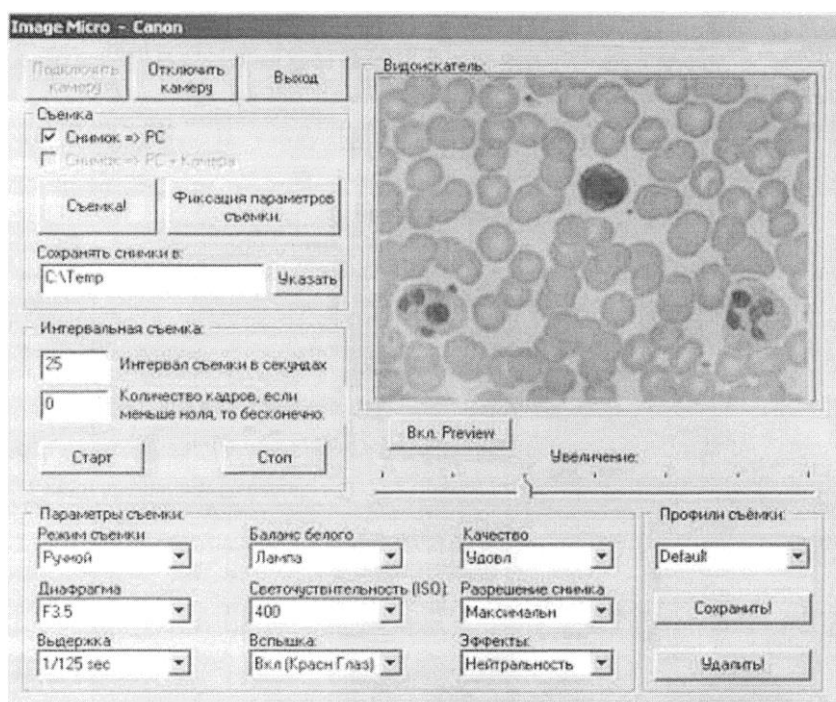 Image Micro - Canon
Подключить камеру
Отключить камеру
Выход
Съемка
Снимок => PC
Снимок => PC + Камера
Съемка!
Фиксация параметров съемки.
Сохранять снимки в:
C:\Temp
Указать
Интервальная съемка:
25
Интервал съемки в секундах
0
Количество кадров, если
меньше ноля, то бесконечно.
Старт
Стоп
Видоискатель:
Вкл. Preview
Увеличение:
Параметры съемки:
Режим съемки
Баланс белого
Качество
Ручной
Лампа
Удовл
Диафрагма
Светочуствительность (ISO):
Разрешение снимка
F3.5
400
Максимальн
Выдержка
Вспышка:
Эффекты:
1/125 sec
Вкл (Красн Глаз)
Нейтральность
Профили съёмки:
Default
Сохранить!
Удалить!